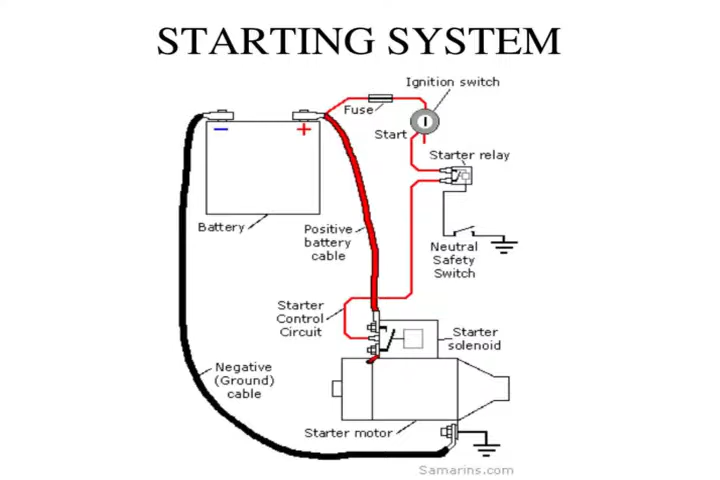 STARTING SYSTEM
Ignition switch
Fuse
Start
Starter relay
Battery
Positive
battery
cable
Neutral
Safety
Switch
Starter
Control
Circuit
Starter
solenoid
Negative
(Ground)
cable
Starter motor
Samarins.com